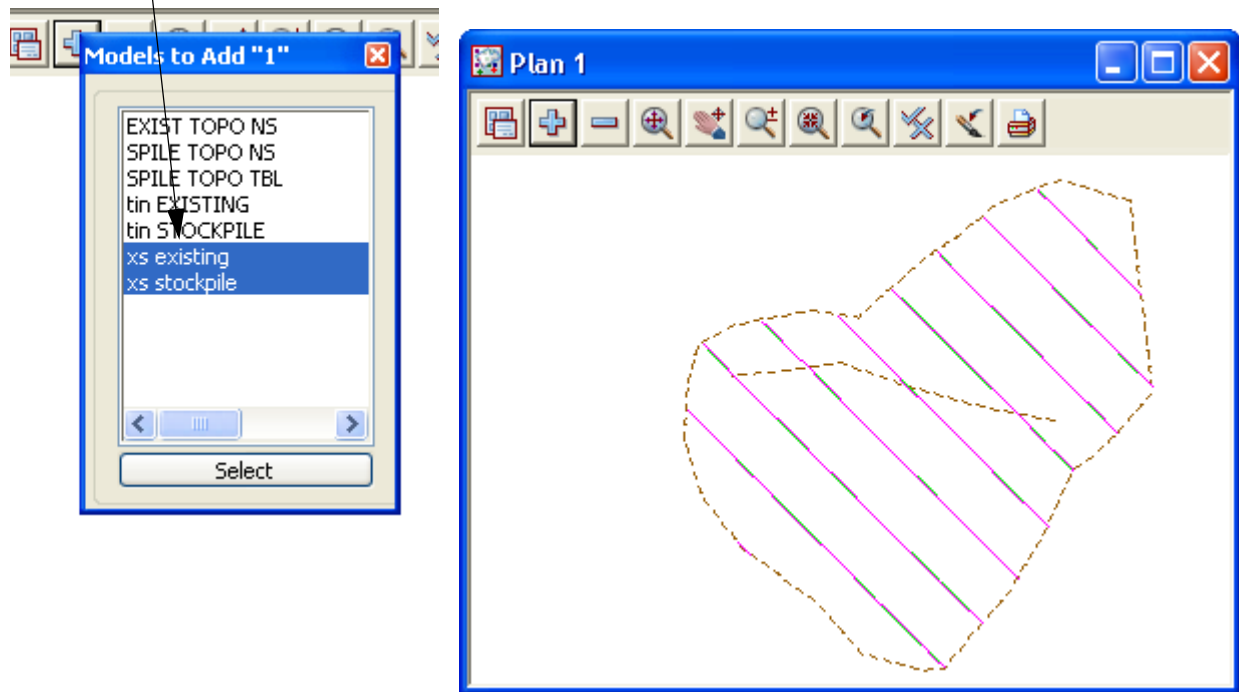 Models to Add "1"
EXIST TOPO NS
SPILE TOPO NS
SPILE TOPO TBL
tin EXISTING
tin STOCKPILE
xs existing
xs stockpile
Select
Plan 1